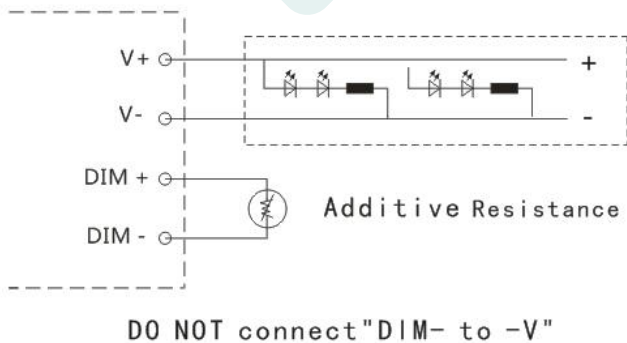 V+
+
V-
-
DIM +
Additive Resistance
DIM -
DO NOT connect"DIM- to -V"